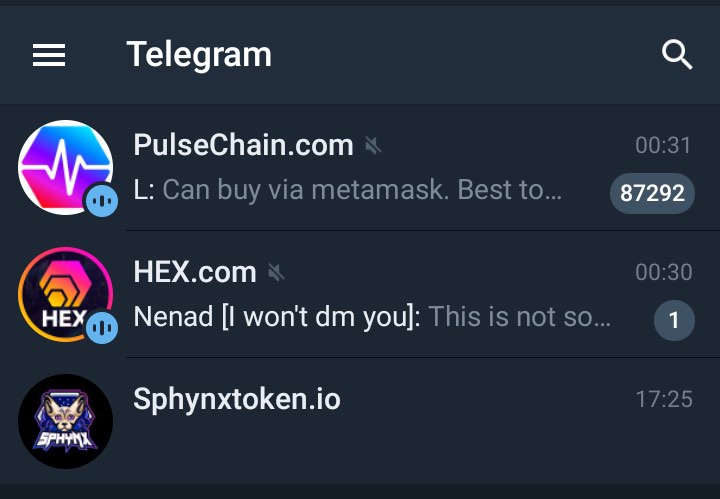 Telegram
PulseChain.com 00:31
L: Can buy via metamask. Best to... 87292
HEX.com 00:30
HEX
Nenad [I won't dm you]: This is not so... 1
Sphynxtoken.io 17:25
SPHYNX